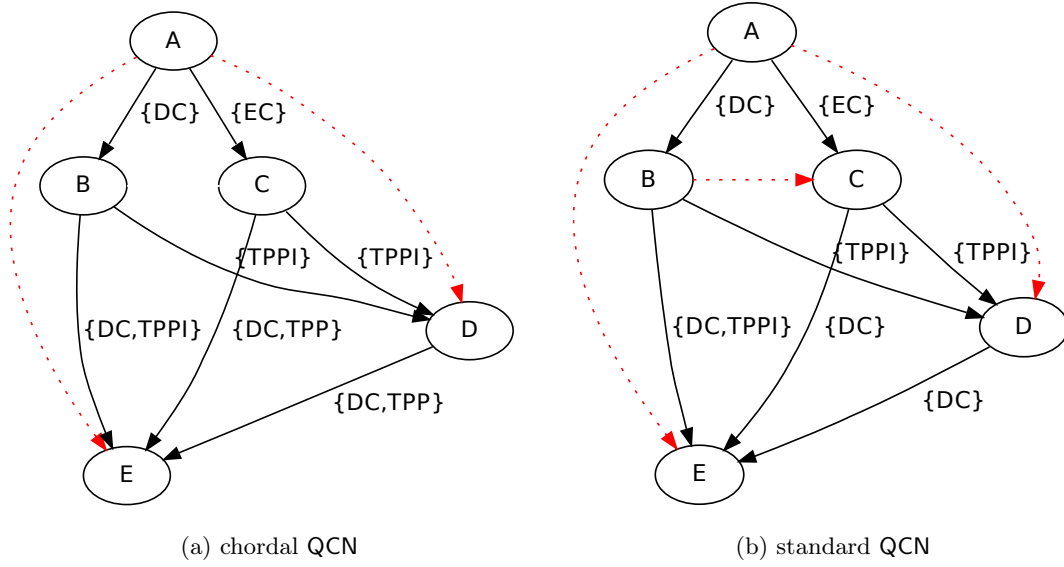 A
{DC}
{EC}
B
C
{TPPI}
{TPPI}
{DC,TPPI}
{DC,TPP}
D
{DC,TPP}
E
(a) chordal QCN
A
{DC}
{EC}
B
C
{TPPI}
{TPPI}
{DC,TPPI}
{DC}
D
{DC}
E
(b) standard QCN